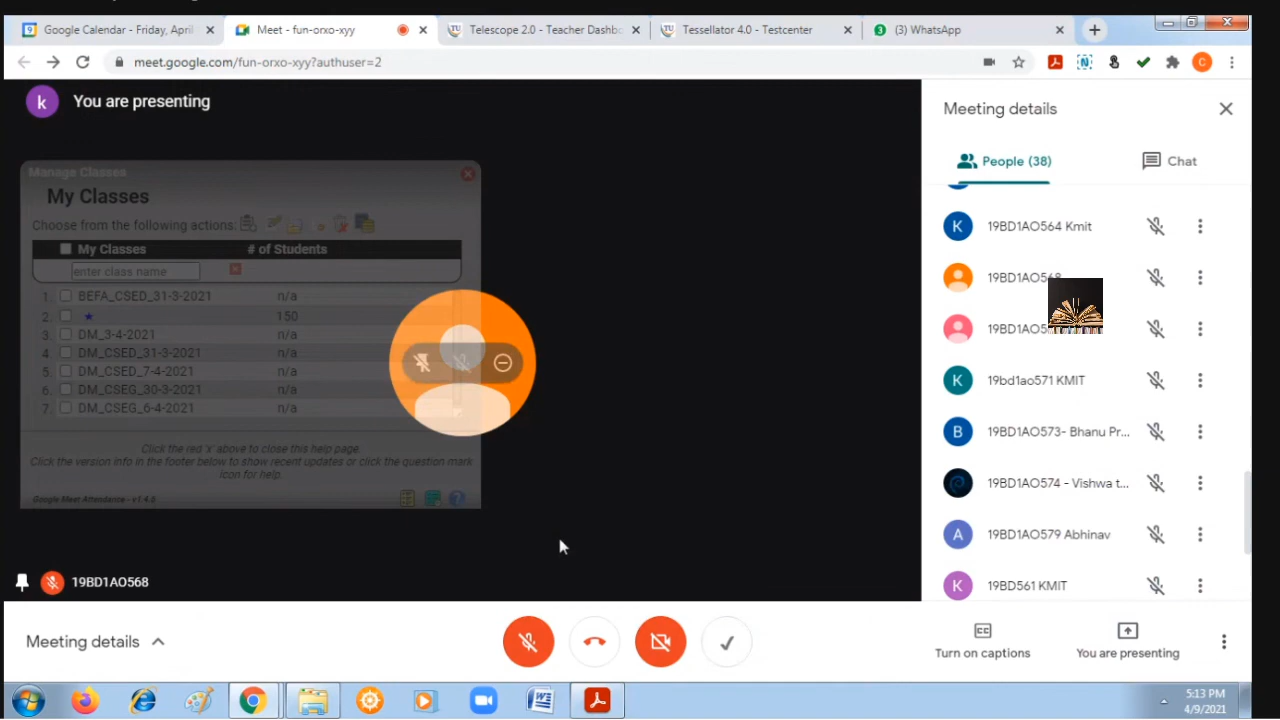 Google Calendar - Friday, April
Meet - fun-orxo-xyy
Telescope 2.0 - Teacher Dashbo
Tessellator 4.0 - Testcenter
(3) WhatsApp
meet.google.com/fun-orxo-xyy?authuser=2
k You are presenting
Meeting details
People (38)
Chat
Manage Classes
My Classes
Choose from the following actions:
My Classes # of Students
enter class name
1. BEFA_CSED_31-3-2021 n/a
2. 150
3. DM_3-4-2021 n/a
4. DM_CSED_31-3-2021 n/a
5. DM_CSED_7-4-2021 n/a
6. DM_CSEG_30-3-2021 n/a
7. DM_CSEG_6-4-2021 n/a
Click the red 'x' above to close this help page.
Click the version info in the footer below to show recent updates or click the question mark
icon for help.
Google Meet Attendance - v1.4.6
K 19BD1AO564 Kmit
19BD1AO568
19BD1AO5
K 19bd1ao571 KMIT
B 19BD1AO573- Bhanu Pr...
19BD1AO574 - Vishwa t...
A 19BD1AO579 Abhinav
K 19BD561 KMIT
19BD1AO568
Meeting details
Turn on captions
You are presenting
5:13 PM
4/9/2021